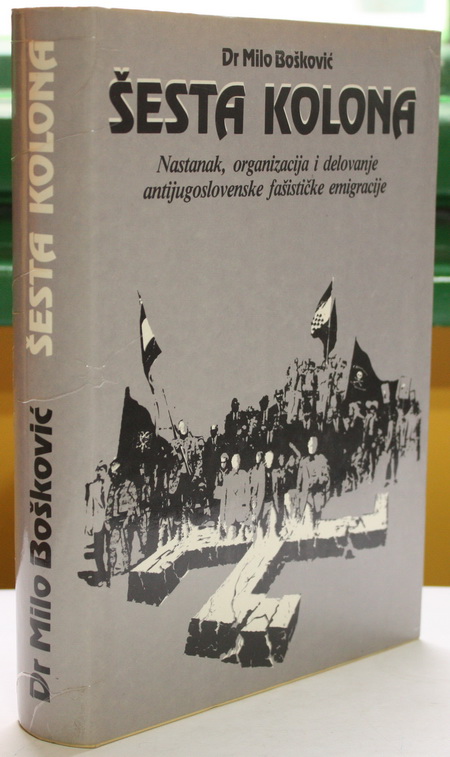 Dr Milo Bošković
ŠESTA KOLONA
Nastanak, organizacija i delovanje
antijugoslovenske fašističke emigracije
Dr Milo Bošković ŠESTA KOLONA